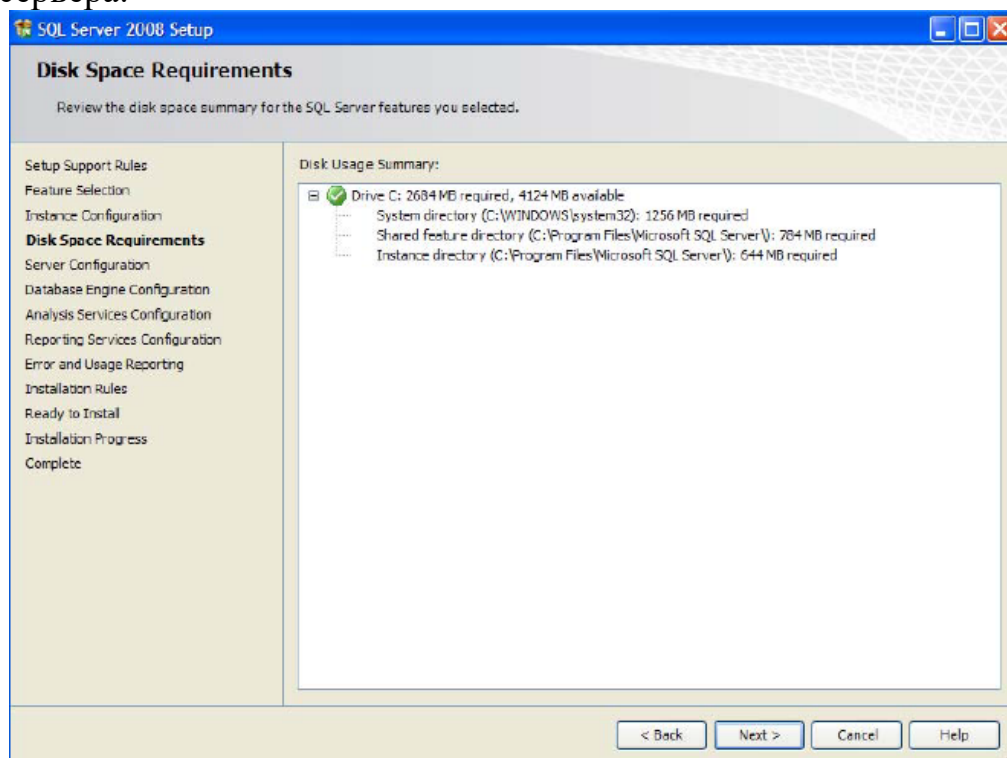 сервера.
SQL Server 2008 Setup
Disk Space Requirements
Review the disk space summary for the SQL Server features you selected.
Setup Support Rules
Feature Selection
Instance Configuration
Disk Space Requirements
Server Configuration
Database Engine Configuration
Analysis Services Configuration
Reporting Services Configuration
Error and Usage Reporting
Installation Rules
Ready to Install
Installation Progress
Complete
Disk Usage Summary:
Drive C: 2684 MB required, 4124 MB available
System directory (C:\WINDOWS\system32): 1256 MB required
Shared feature directory (C:\Program Files\Microsoft SQL Server\): 784 MB required
Instance directory (C:\Program Files\Microsoft SQL Server\): 644 MB required
< Back
Next >
Cancel
Help